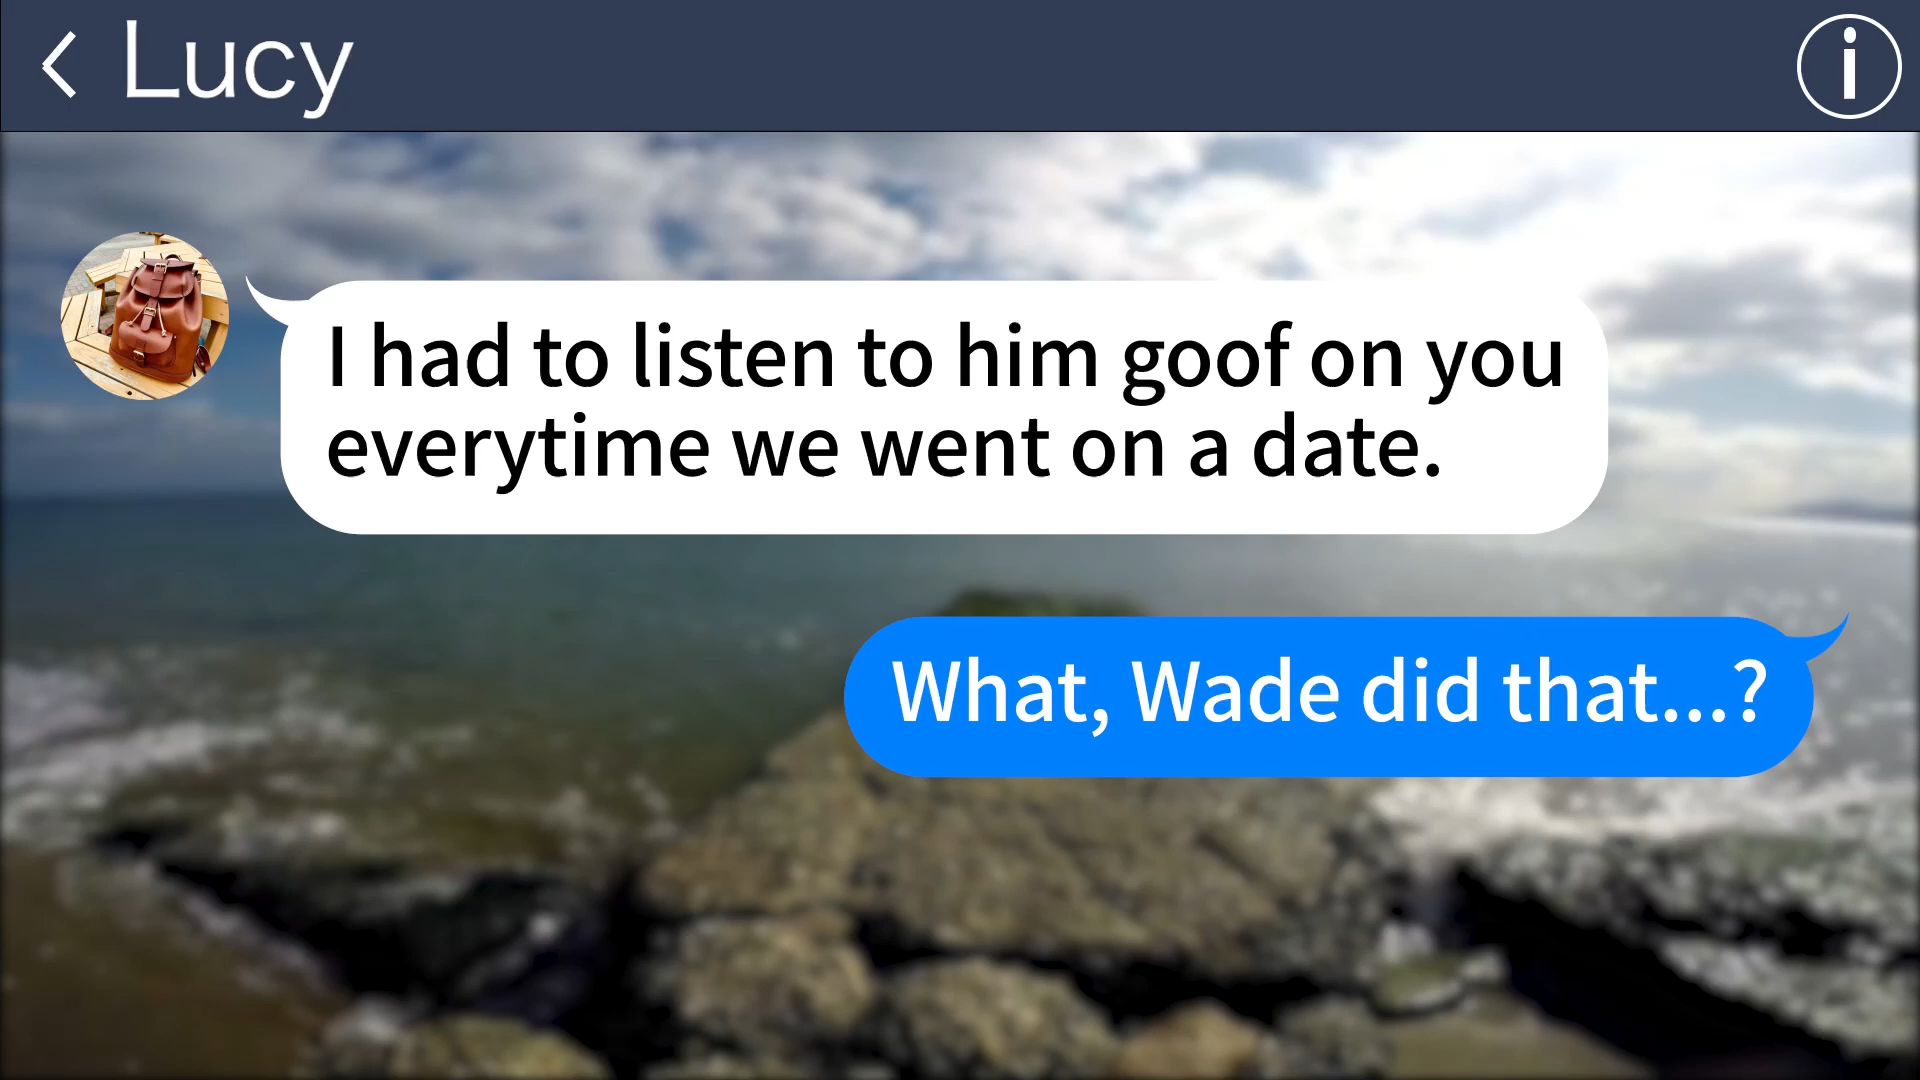 Lucy
I had to listen to him goof on you
everytime we went on a date.
What, Wade did that...?